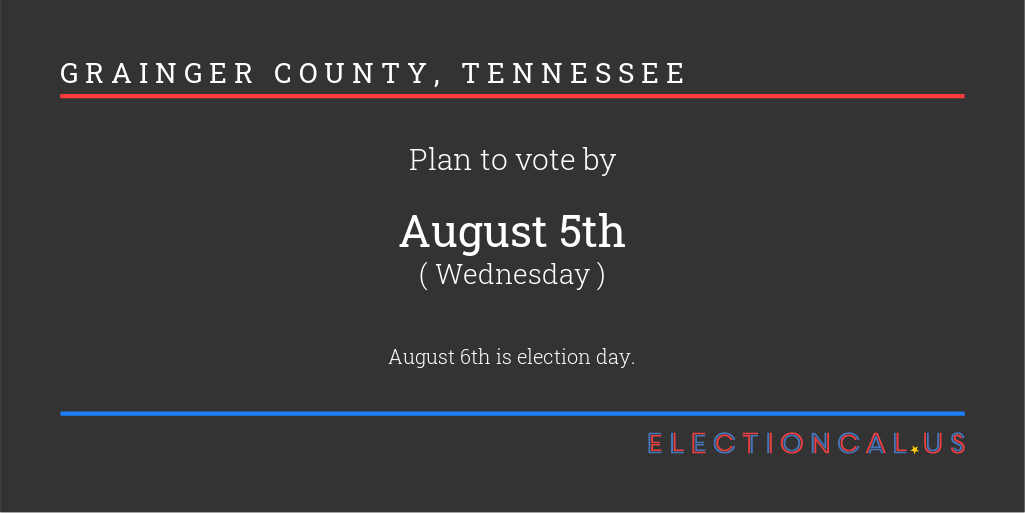 GRAINGER COUNTY, TENNESSEE
Plan to vote by
August 5th
( Wednesday )
August 6th is election day.
ELECTIONCAL.US